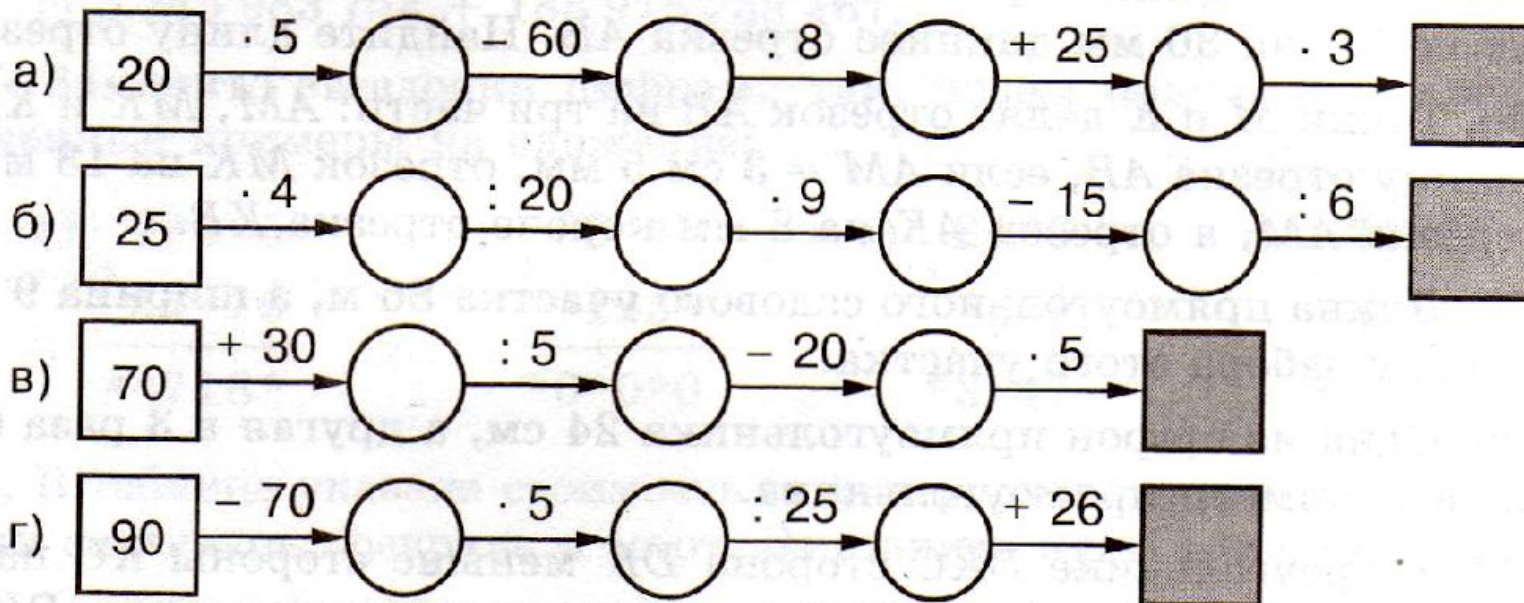 а) 20 · 5 – 60 : 8 + 25 · 3
б) 25 · 4 : 20 · 9 – 15 : 6
в) 70 + 30 : 5 – 20 · 5
г) 90 – 70 · 5 : 25 + 26